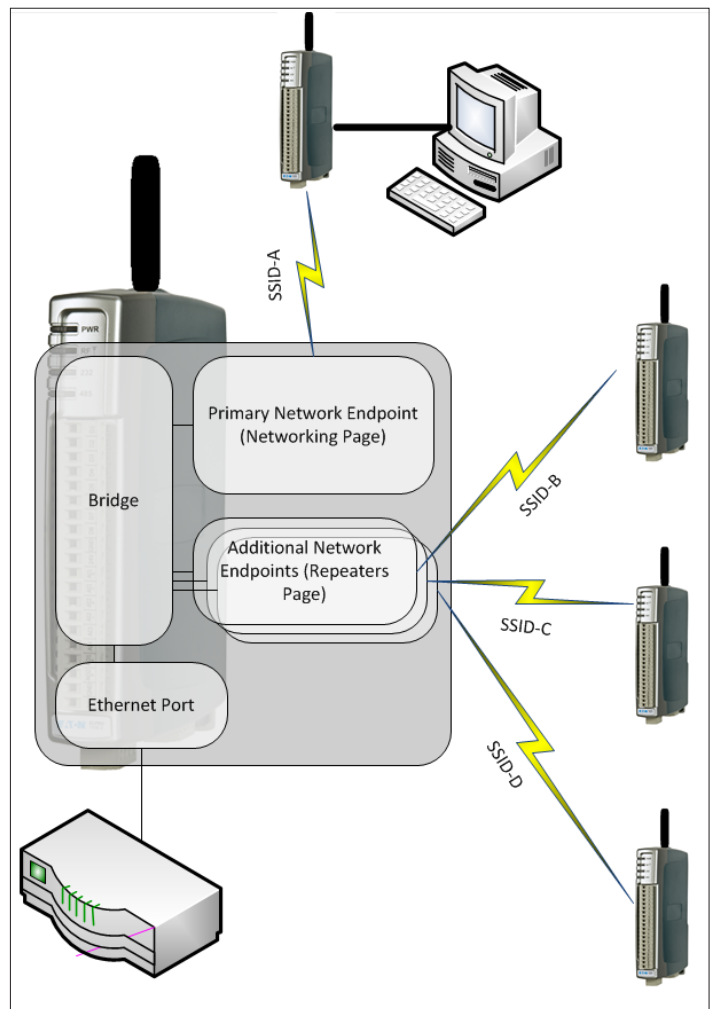 SSID-A
PWR
Primary Network Endpoint
(Networking Page)
Bridge
SSID-B
Additional Network
Endpoints (Repeaters
Page)
SSID-C
Ethernet Port
SSID-D